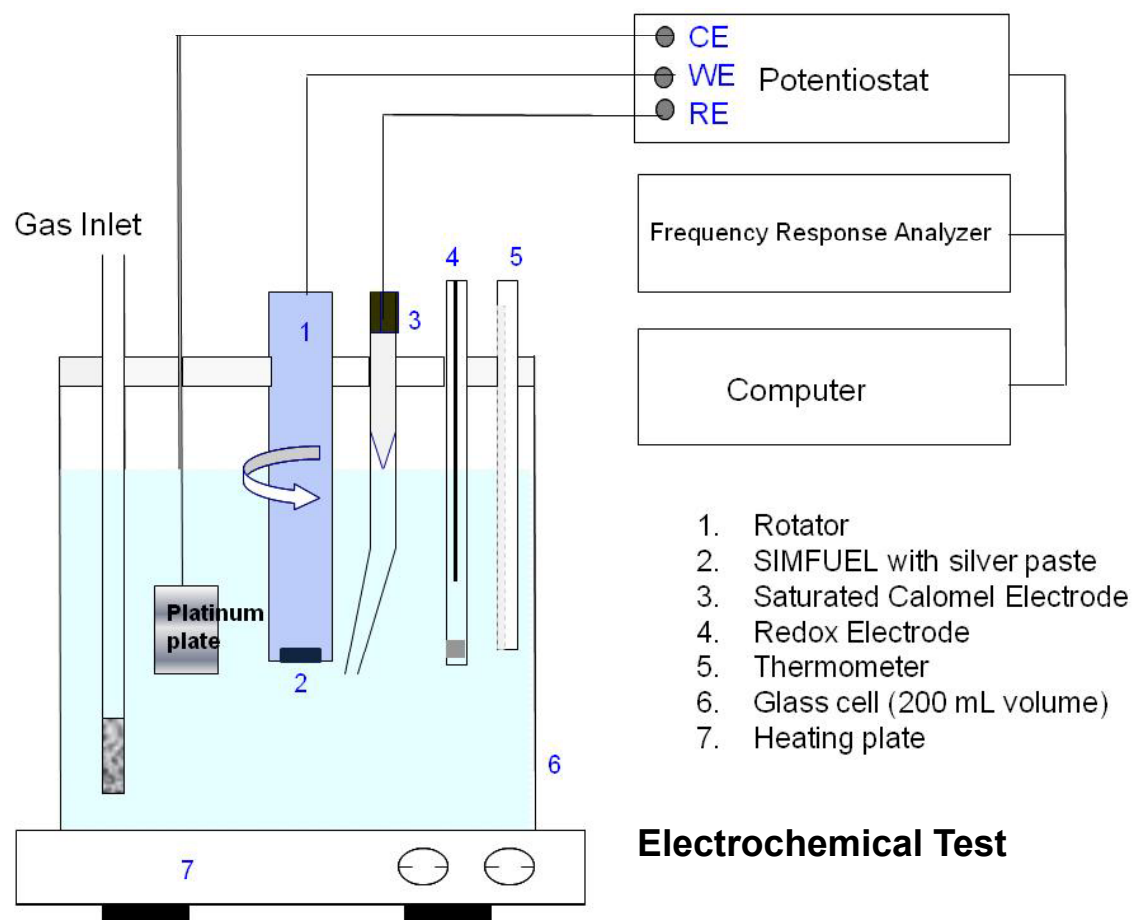 CE
WE
RE
Potentiostat
Gas Inlet
Frequency Response Analyzer
4
5
1
3
Computer
1. Rotator
2. SIMFUEL with silver paste
3. Saturated Calomel Electrode
4. Redox Electrode
5. Thermometer
6. Glass cell (200 mL volume)
7. Heating plate
Platinum
plate
2
6
7
Electrochemical Test